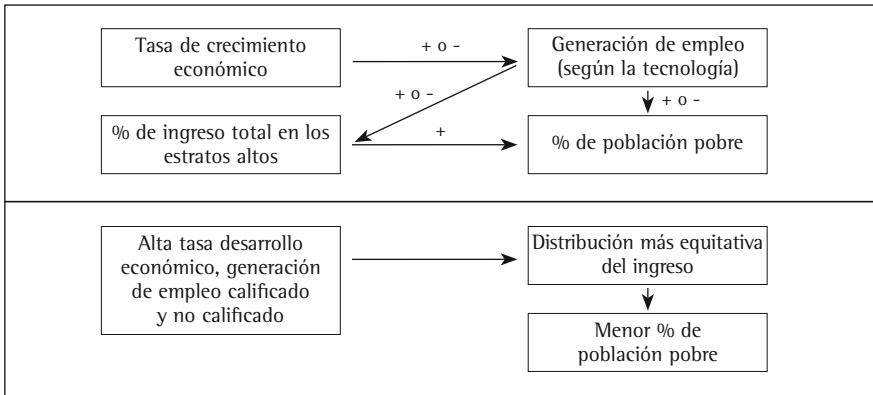 Tasa de crecimiento
económico
+ o -
Generación de empleo
(según la tecnología)
+ o -
+ o -
% de ingreso total en los
estratos altos
+
% de población pobre
Alta tasa desarrollo
económico, generación
de empleo calificado
y no calificado
Distribución más equitativa
del ingreso
Menor % de
población pobre